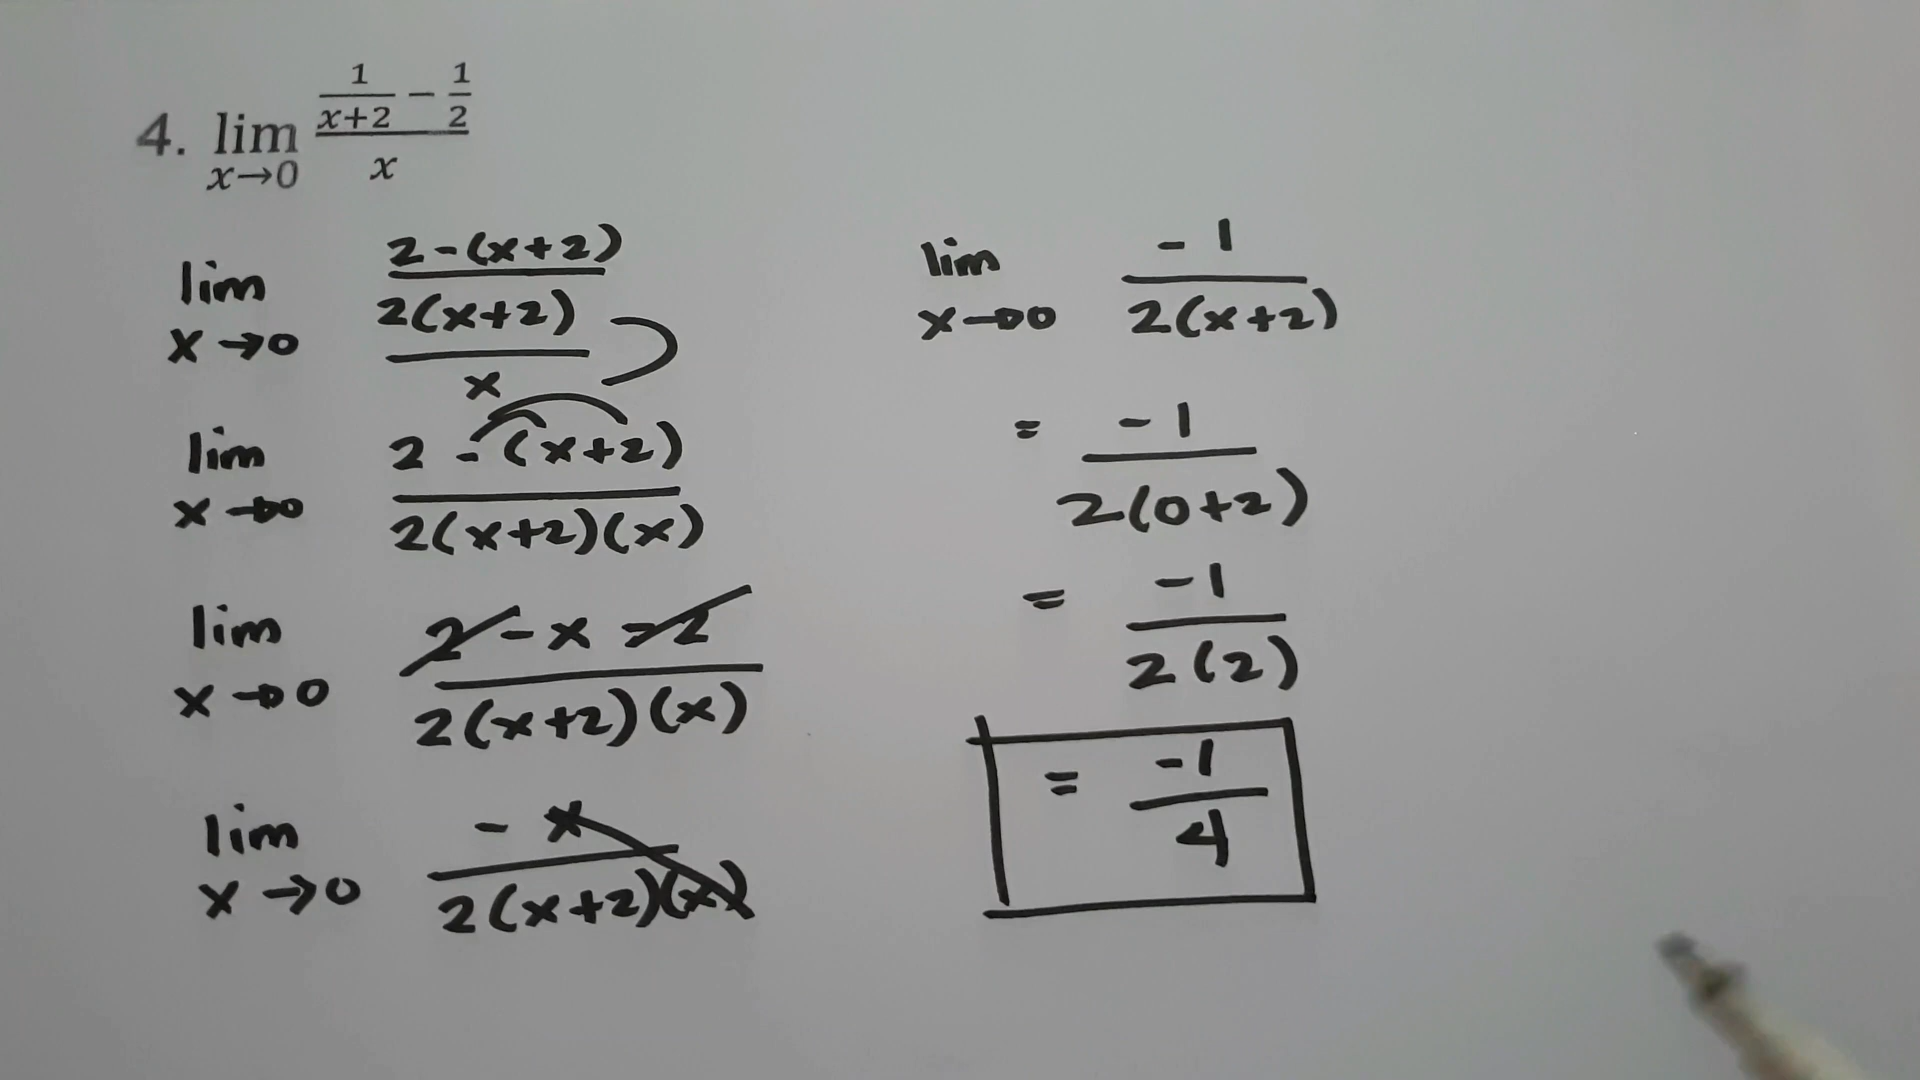 4. lim x→0 (1/(x+2) − 1/2)/x
lim x→0 (2-(x+2))/(2(x+2))/x
lim x→0 (2-(x+2))/(2(x+2)(x))
lim x→0 (2-x-2)/(2(x+2)(x))
lim x→0 -x/(2(x+2)(x))
lim x→0 -1/(2(x+2))
= -1/(2(0+2))
= -1/(2(2))
= -1/4